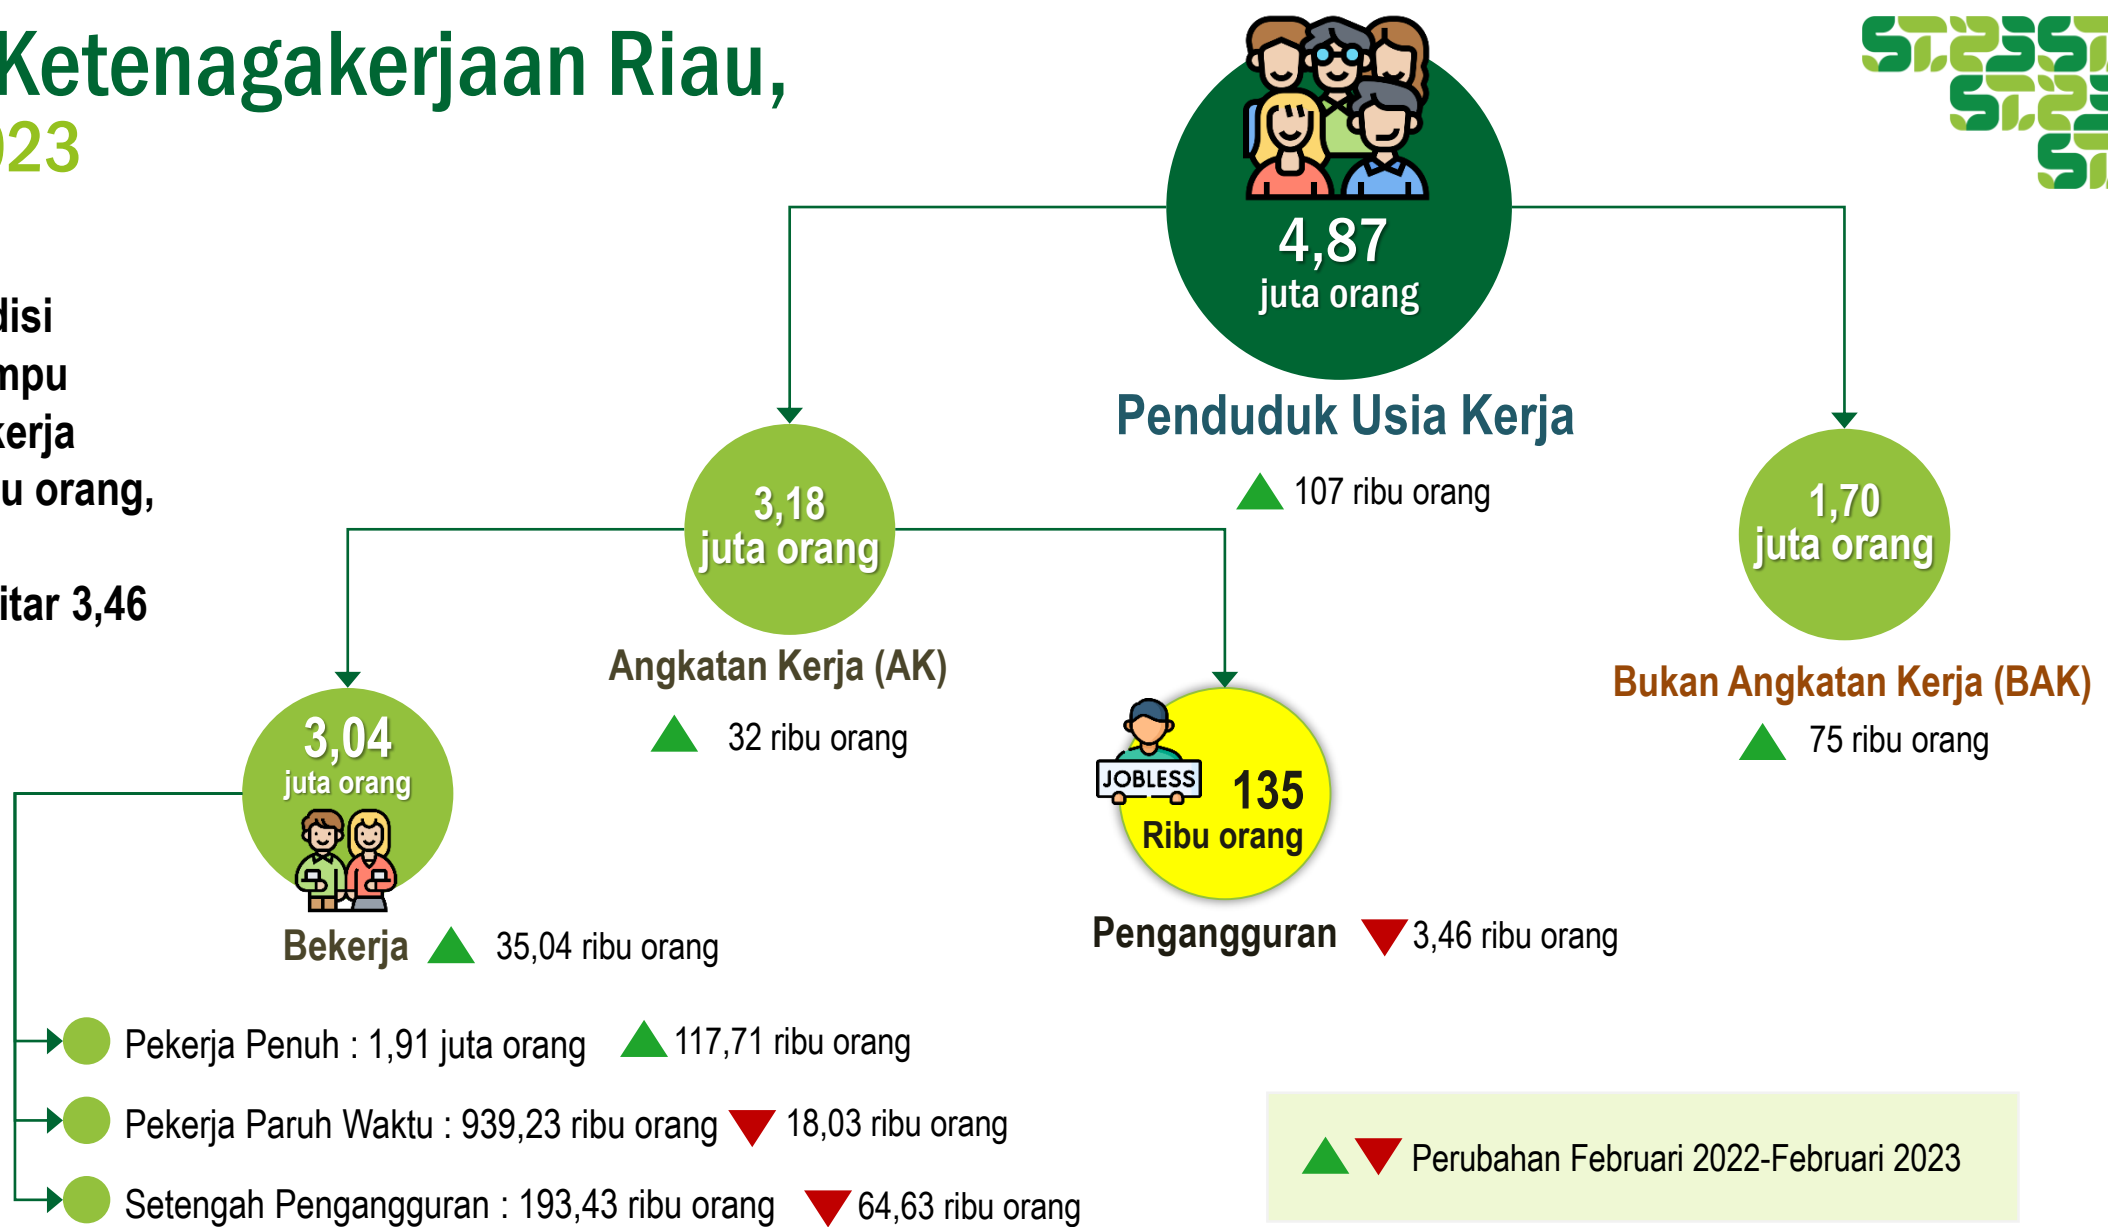 Ketenagakerjaan Riau,
023
disi
mpu
kerja
u orang,
itar 3,46
4,87
juta orang
Penduduk Usia Kerja
107 ribu orang
3,18
juta orang
Angkatan Kerja (AK)
32 ribu orang
1,70
juta orang
Bukan Angkatan Kerja (BAK)
75 ribu orang
3,04
juta orang
Bekerja
35,04 ribu orang
JOBLESS
135
Ribu orang
Pengangguran
3,46 ribu orang
Pekerja Penuh : 1,91 juta orang
117,71 ribu orang
Pekerja Paruh Waktu : 939,23 ribu orang
18,03 ribu orang
Setengah Pengangguran : 193,43 ribu orang
64,63 ribu orang
Perubahan Februari 2022-Februari 2023